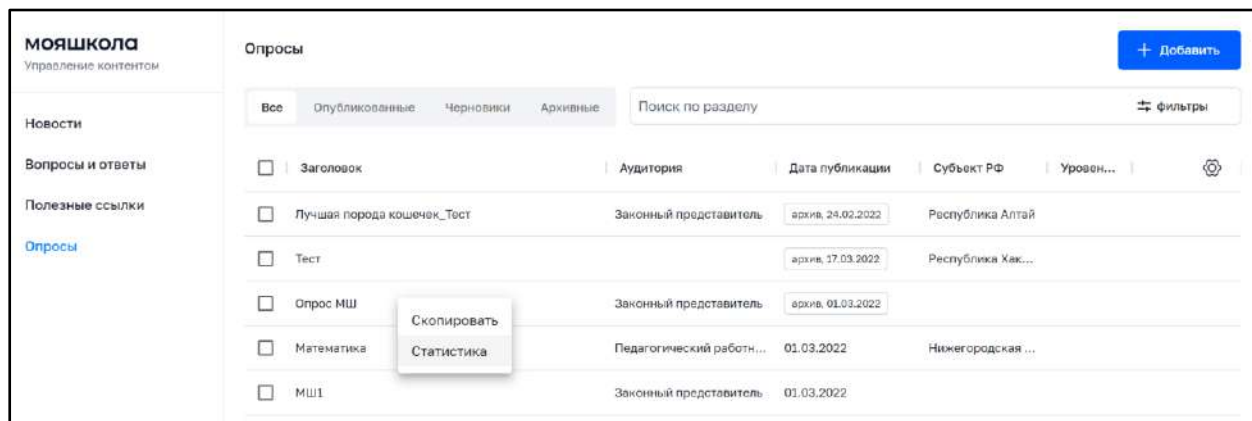 мояшкола
Управление контентом
Новости
Вопросы и ответы
Полезные ссылки
Опросы
Опросы
+ Добавить
Все Опубликованные Черновики Архивные Поиск по разделу фильтры
Заголовок Аудитория Дата публикации Субъект РФ Уровен...
Лучшая порода кошечек_Тест Законный представитель архив, 24.02.2022 Республика Алтай
Тест архив, 17.03.2022 Республика Хак...
Опрос МШ Законный представитель архив, 01.03.2022
Скопировать
Математика Педагогический работн... 01.03.2022 Нижегородская ...
Статистика
МШ1 Законный представитель 01.03.2022